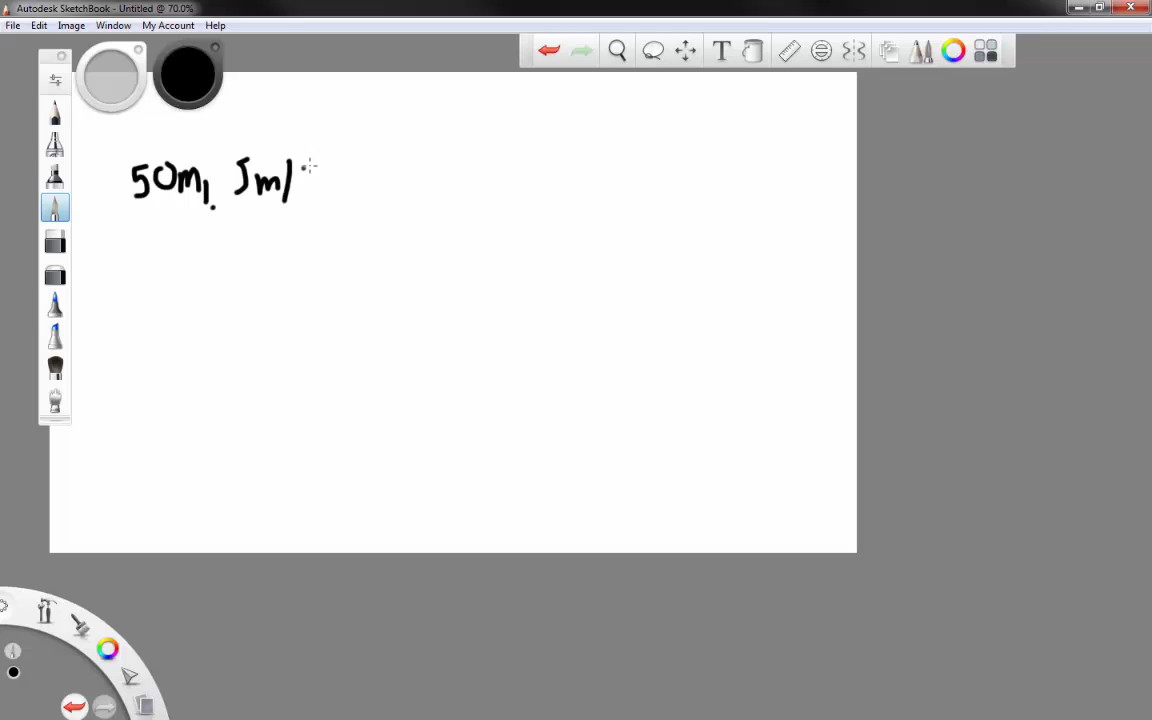 Autodesk SketchBook - Untitled @ 70.0%
File Edit Image Window My Account Help
T
50m, 5m/